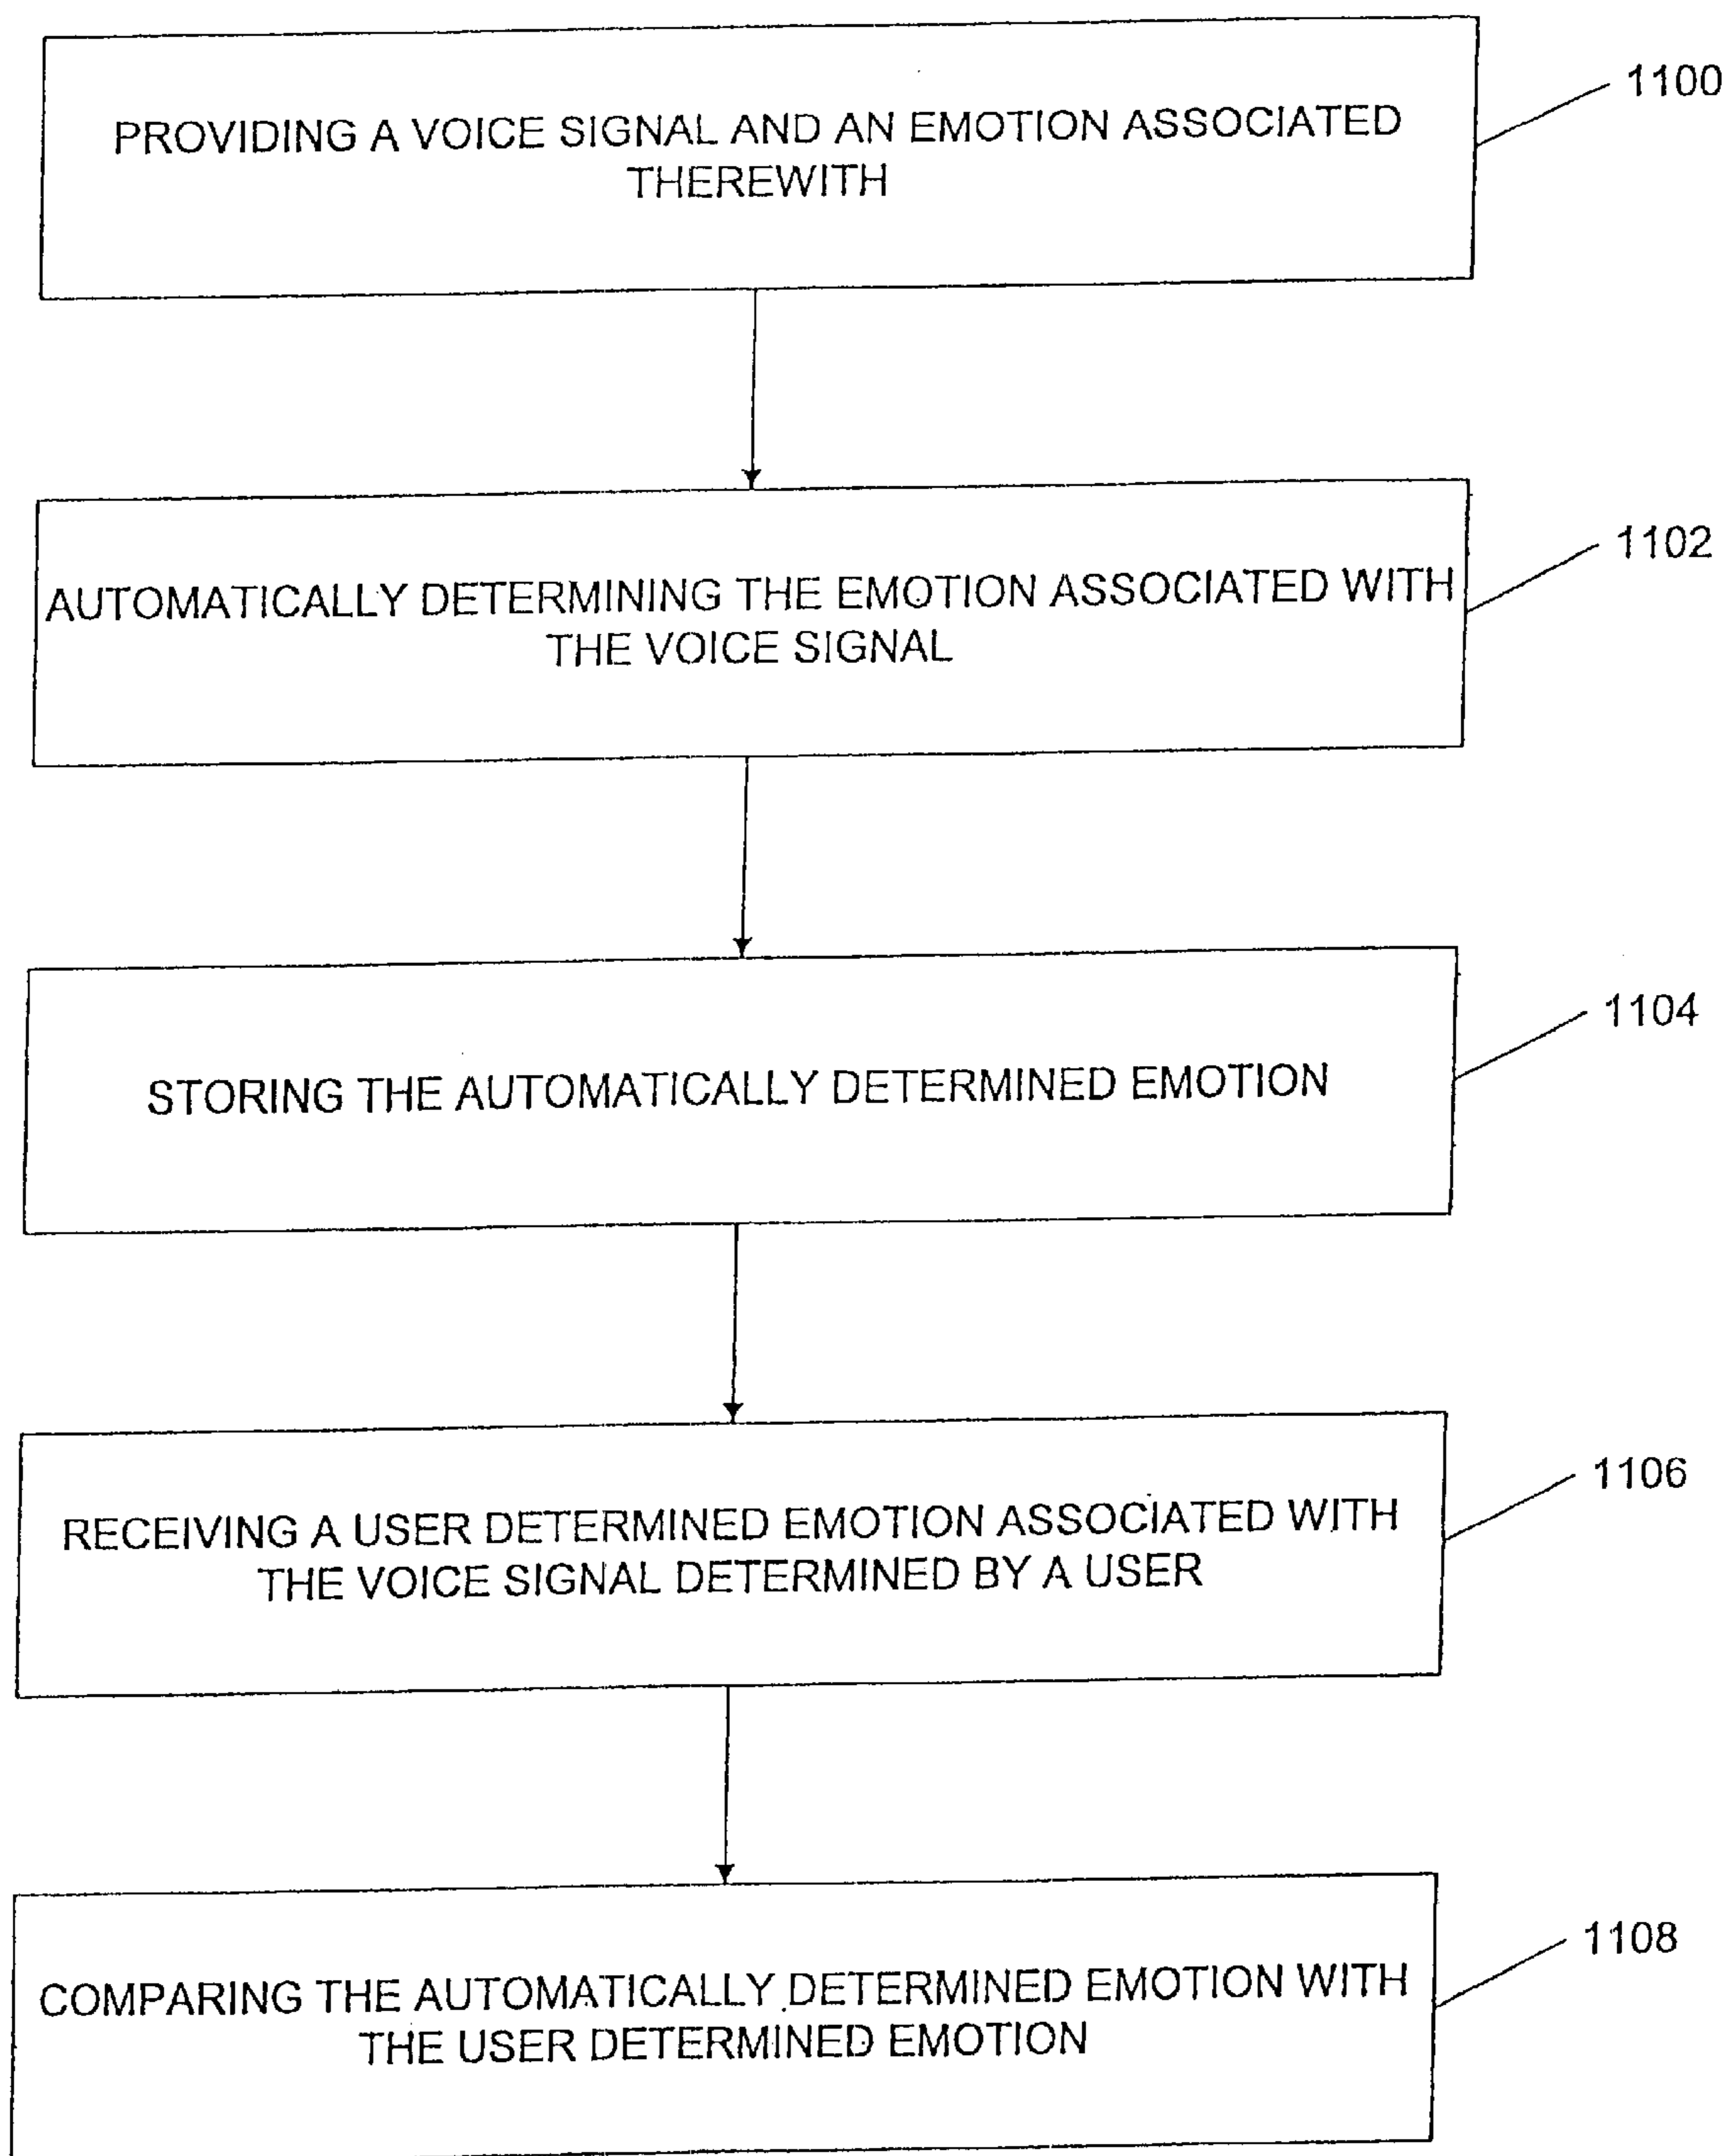 1100
PROVIDING A VOICE SIGNAL AND AN EMOTION ASSOCIATED
THEREWITH
1102
AUTOMATICALLY DETERMINING THE EMOTION ASSOCIATED WITH
THE VOICE SIGNAL
1104
STORING THE AUTOMATICALLY DETERMINED EMOTION
1106
RECEIVING A USER DETERMINED EMOTION ASSOCIATED WITH
THE VOICE SIGNAL DETERMINED BY A USER
1108
COMPARING THE AUTOMATICALLY DETERMINED EMOTION WITH
THE USER DETERMINED EMOTION